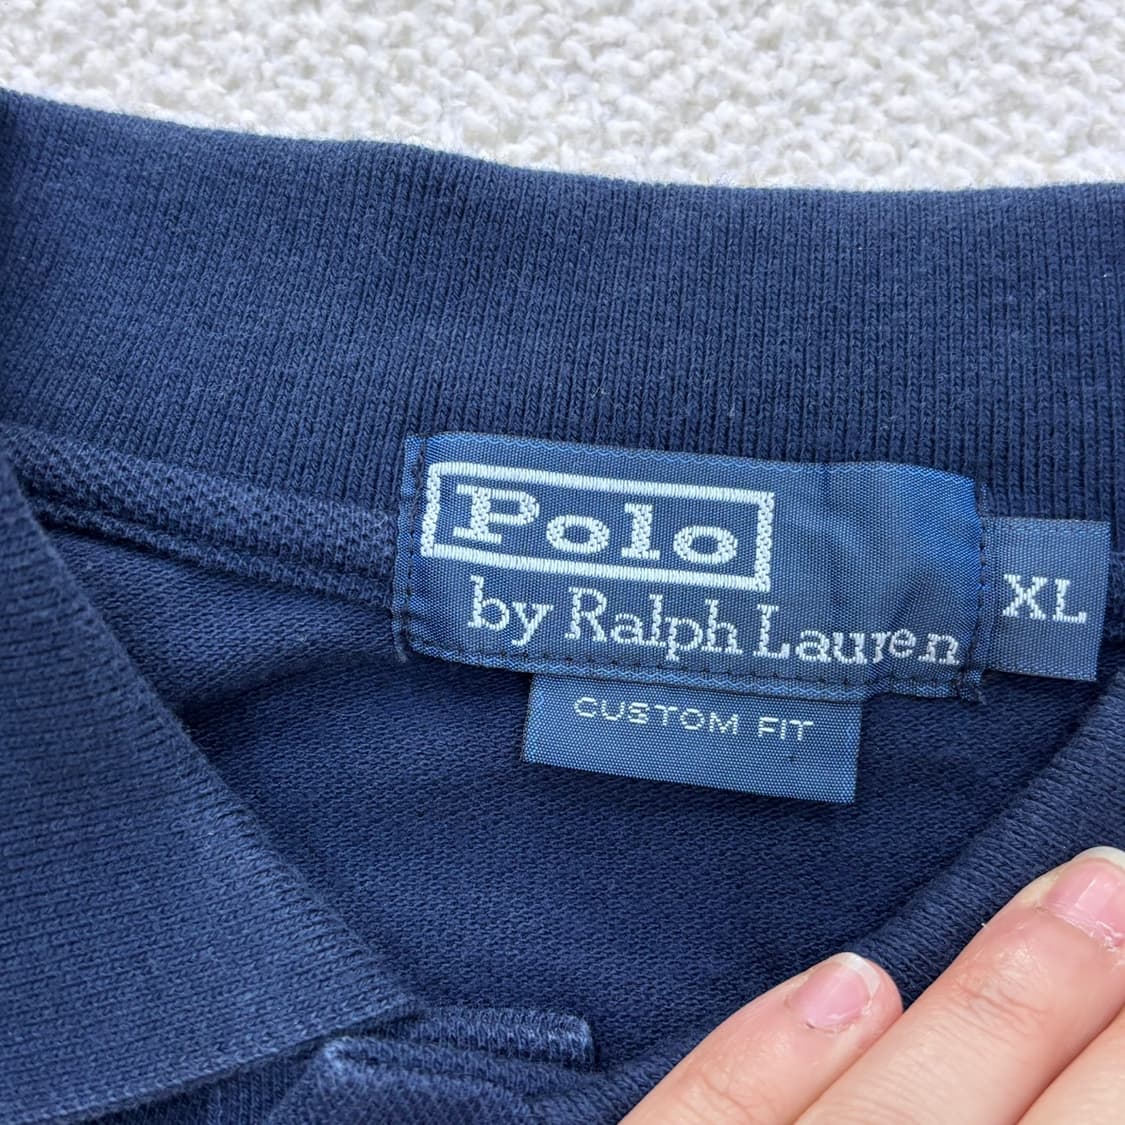 Polo
by Ralph Lauren
XL
CUSTOM FIT